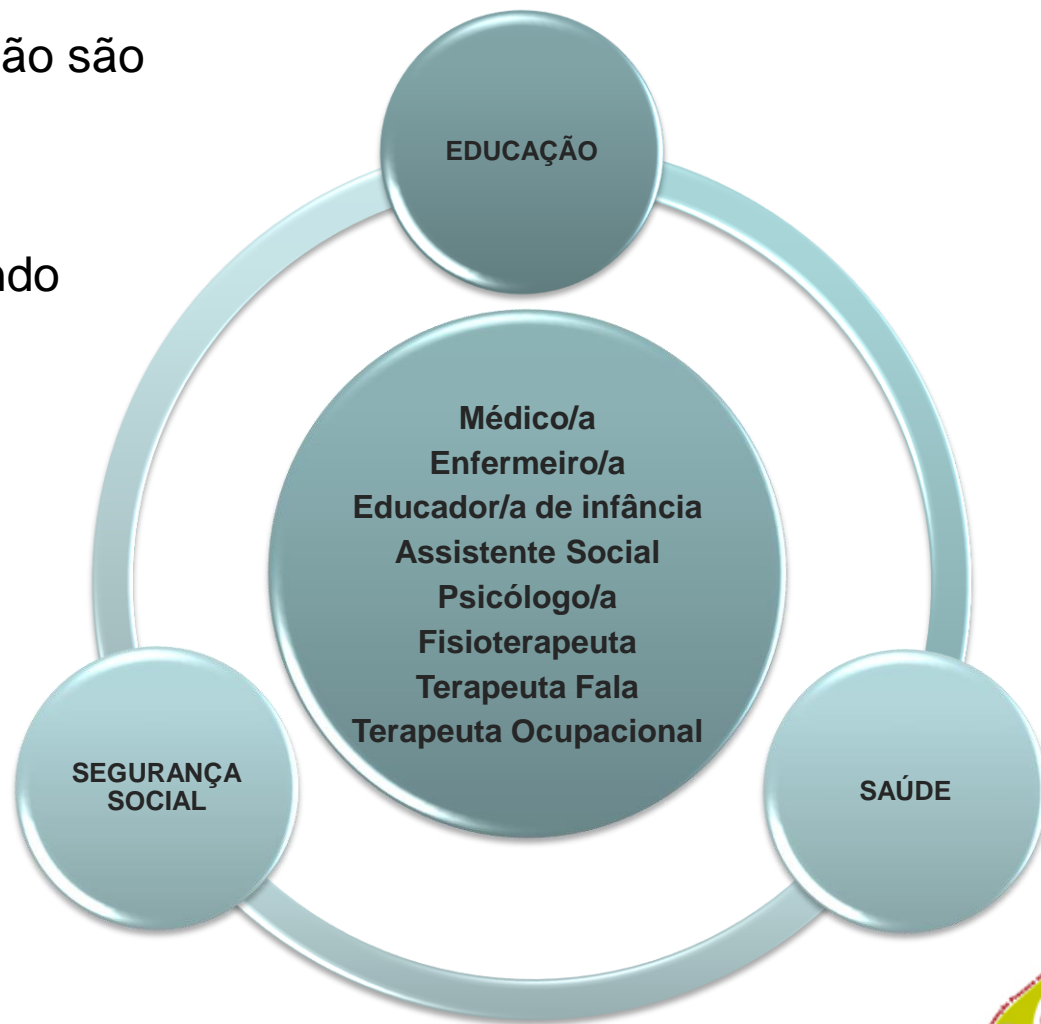 ão são
ndo
EDUCAÇÃO
Médico/a
Enfermeiro/a
Educador/a de infância
Assistente Social
Psicólogo/a
Fisioterapeuta
Terapeuta Fala
Terapeuta Ocupacional
SEGURANÇA
SOCIAL
SAÚDE